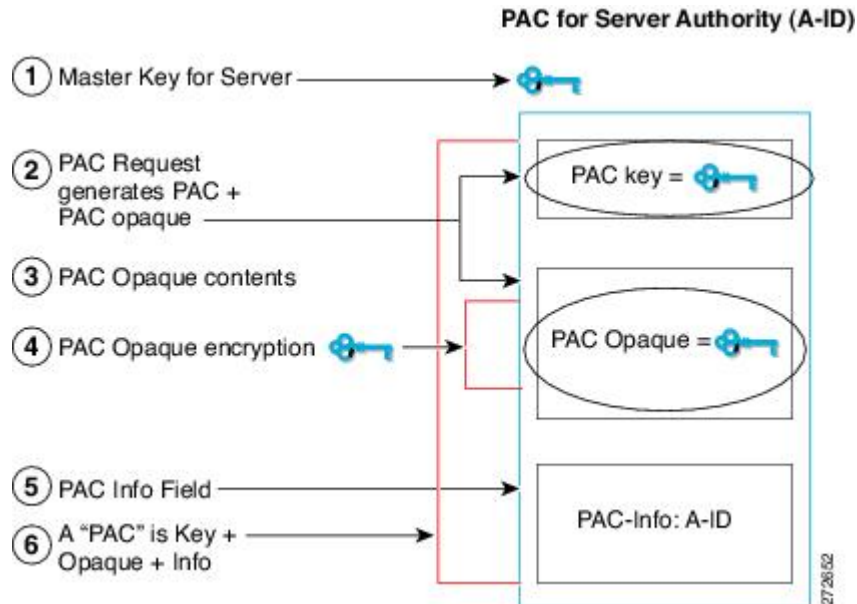 PAC for Server Authority (A-ID)
1 Master Key for Server
2 PAC Request
generates PAC +
PAC opaque
PAC key =
3 PAC Opaque contents
4 PAC Opaque encryption
PAC Opaque =
5 PAC Info Field
PAC-Info: A-ID
6 A “PAC” is Key +
Opaque + Info
272652